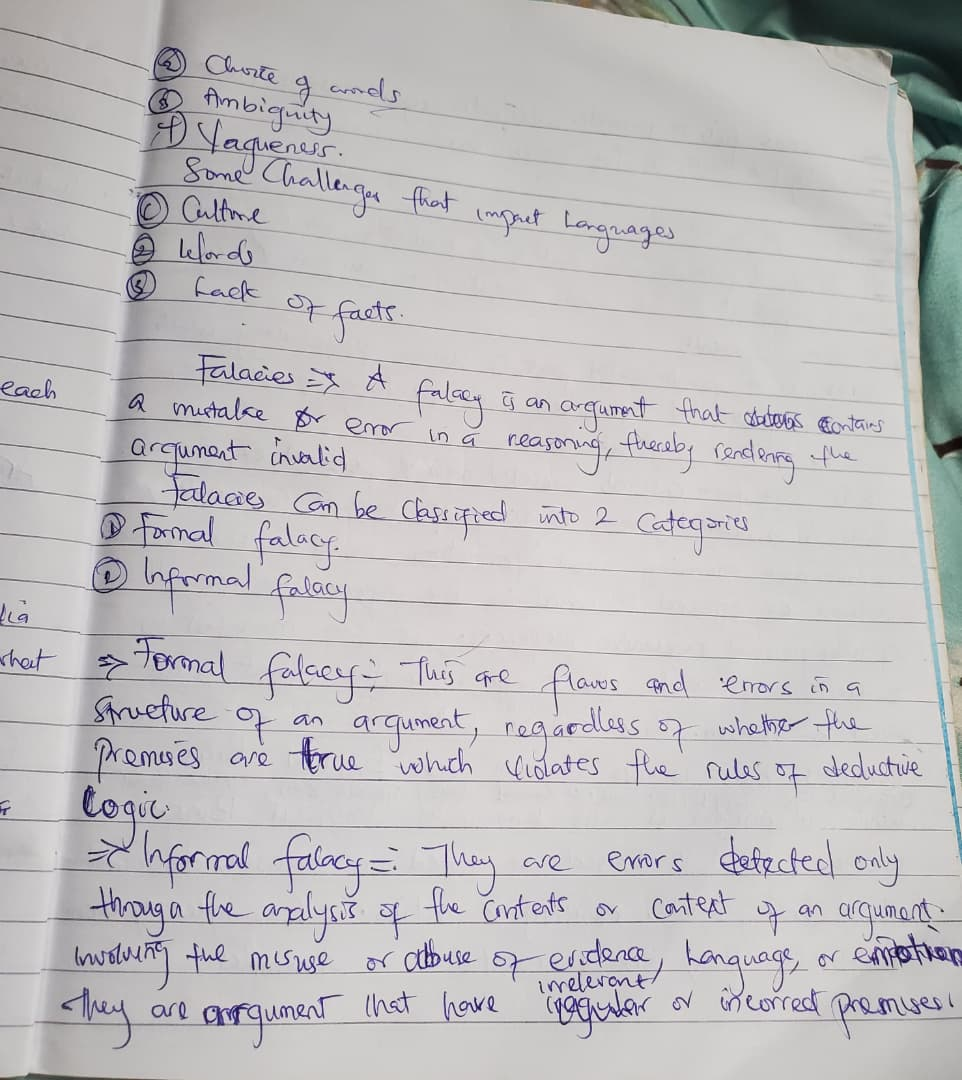 ② Choice of words
③ Ambiguity
④ Vagueness.
Some Challenges that impact Languages
① Culture
② Words
③ Lack of facts.
Falacies => A falacy is an argument that contains
each
a mistake or error in a reasoning, thereby rendering the
argument invalid
Falacies Can be Classified into 2 Categories
① Formal falacy.
② Informal falacy
=> Formal falacy:- This are flaws and errors in a
what
Structure of an argument, regardless of whether the
Premises are true which violates the rules of deductive
Logic.
=> Informal falacy =: They are errors detected only
througa the analysis of the Contents or Context of an argument.
Involving the misuse or abuse of evidence, Language, or emotion
They are argument that have irrelevant or incorrect premises.